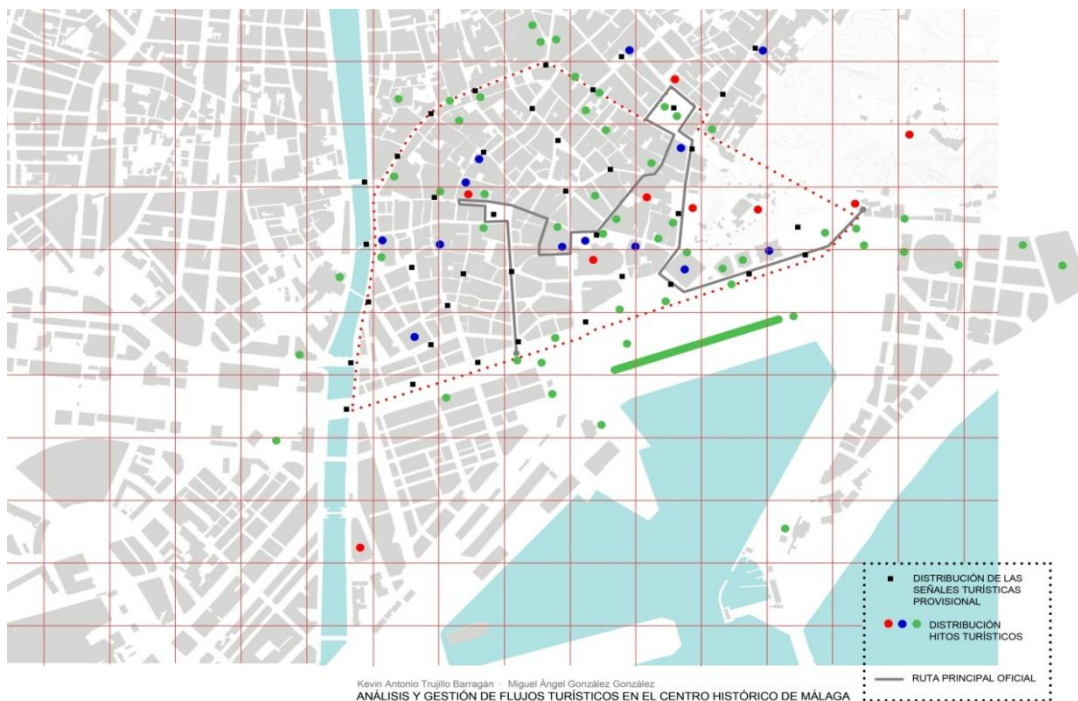 DISTRIBUCIÓN DE LAS
SEÑALES TURÍSTICAS
PROVISIONAL
DISTRIBUCIÓN
HITOS TURÍSTICOS
RUTA PRINCIPAL OFICIAL
Kevin Antonio Trujillo Barragán · Miguel Ángel González González
ANÁLISIS Y GESTIÓN DE FLUJOS TURÍSTICOS EN EL CENTRO HISTÓRICO DE MÁLAGA